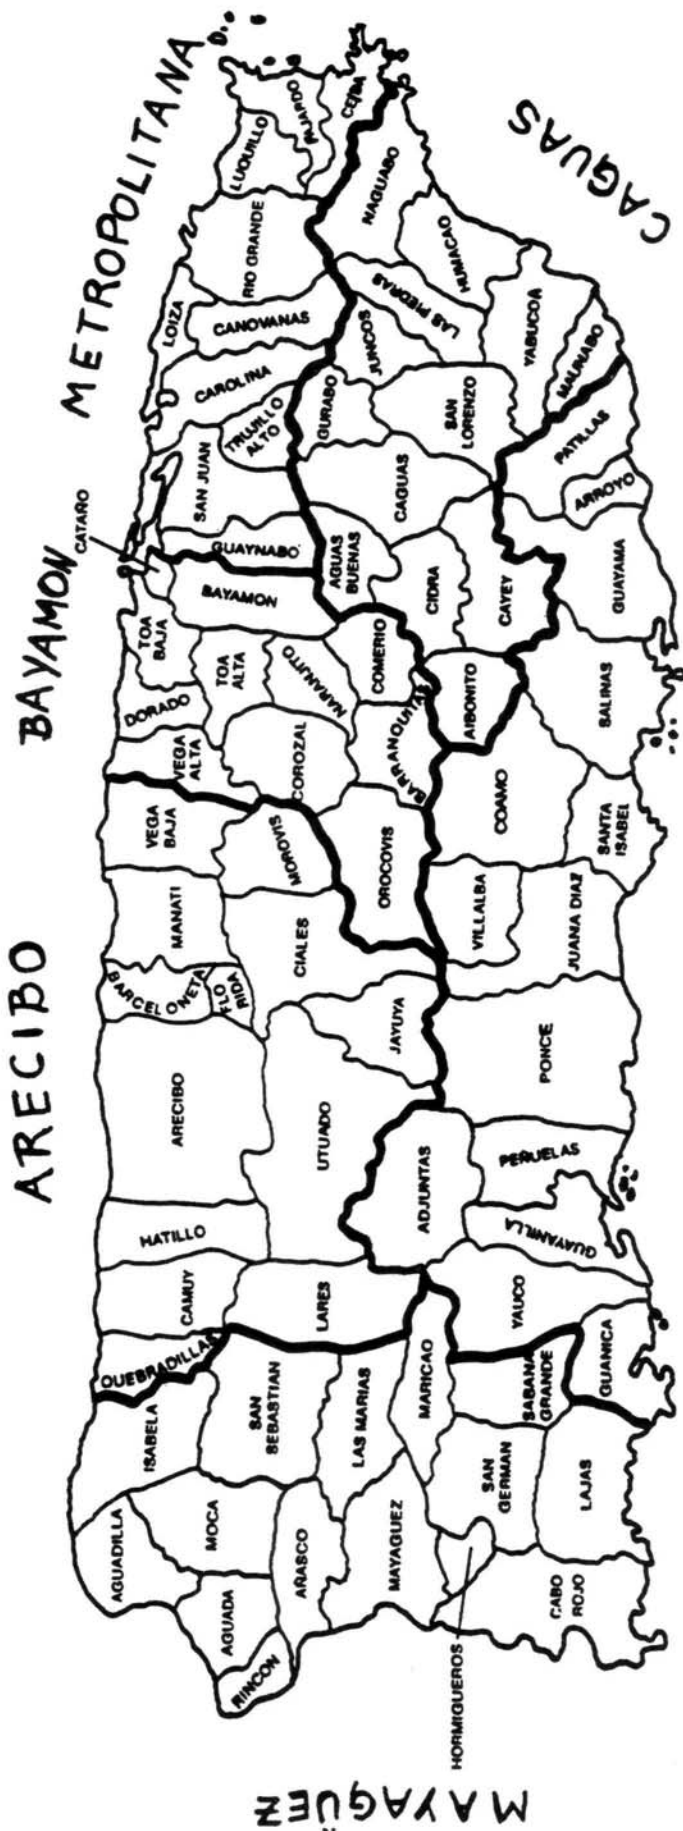 METROPOLITANA
BAYAMON
ARECIBO
CAGUAS
MAYAGÜEZ
CATAÑO
HORMIGUEROS
AGUADILLA
ISABELA
QUEBRADILLAS
CAMUY
HATILLO
ARECIBO
BARCELONETA
FLO
RIDA
MANATI
VEGA
BAJA
VEGA
ALTA
DORADO
TOA
BAJA
TOA
ALTA
BAYAMON
GUAYNABO
SAN JUAN
TRUJILLO
ALTO
CAROLINA
LOIZA
CANOVANAS
RIO GRANDE
LUQUILLO
FAJARDO
CEIBA
RINCON
AGUADA
MOCA
SAN
SEBASTIAN
LARES
UTUADO
CIALES
MOROVIS
COROZAL
NARANJITO
AÑASCO
LAS MARIAS
ADJUNTAS
JAYUYA
OROCOVIS
BARRANQUITAS
COMERIO
AGUAS
BUENAS
CAGUAS
GURABO
JUNCOS
LAS PIEDRAS
NAGUABO
HUMACAO
MAYAGUEZ
MARICAO
YAUCO
GUAYANILLA
PEÑUELAS
PONCE
VILLALBA
JUANA DIAZ
COAMO
AIBONITO
CIDRA
CAYEY
SAN
LORENZO
YABUCOA
MAUNABO
CABO
ROJO
SAN
GERMAN
LAJAS
SABANA
GRANDE
GUANICA
SANTA
ISABEL
SALINAS
GUAYAMA
ARROYO
PATILLAS